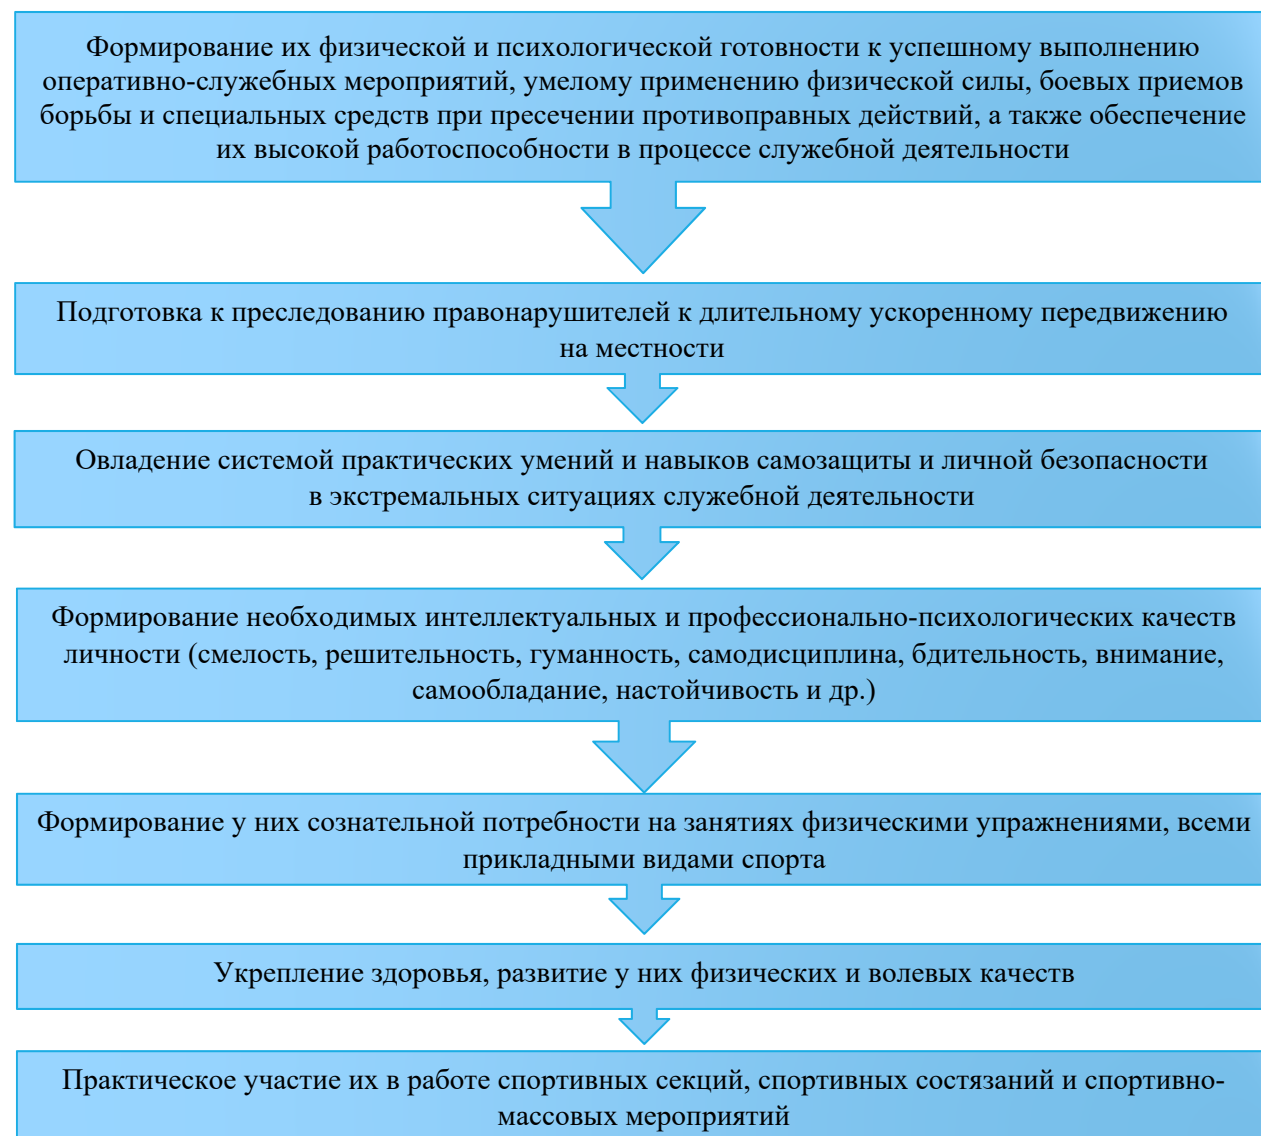 Формирование их физической и психологической готовности к успешному выполнению
оперативно-служебных мероприятий, умелому применению физической силы, боевых приемов
борьбы и специальных средств при пресечении противоправных действий, а также обеспечение
их высокой работоспособности в процессе служебной деятельности
Подготовка к преследованию правонарушителей к длительному ускоренному передвижению
на местности
Овладение системой практических умений и навыков самозащиты и личной безопасности
в экстремальных ситуациях служебной деятельности
Формирование необходимых интеллектуальных и профессионально-психологических качеств
личности (смелость, решительность, гуманность, самодисциплина, бдительность, внимание,
самообладание, настойчивость и др.)
Формирование у них сознательной потребности на занятиях физическими упражнениями, всеми
прикладными видами спорта
Укрепление здоровья, развитие у них физических и волевых качеств
Практическое участие их в работе спортивных секций, спортивных состязаний и спортивно-
массовых мероприятий